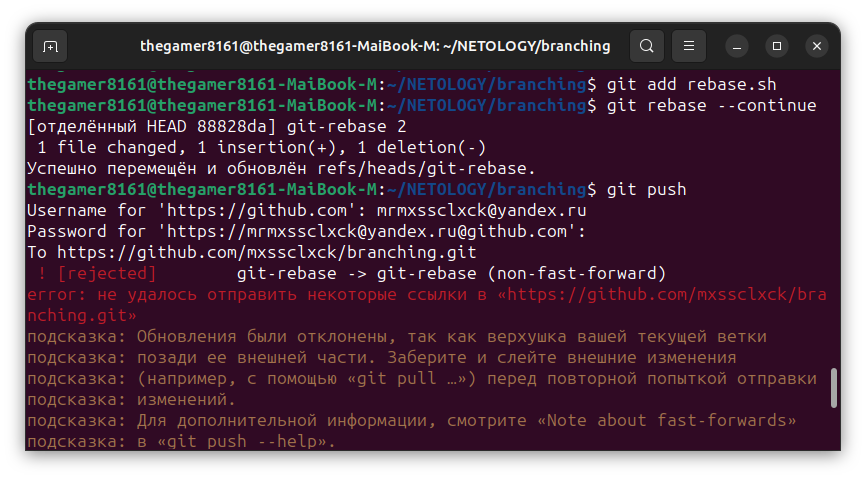 thegamer8161@thegamer8161-MaiBook-M: ~/NETOLOGY/branching
thegamer8161@thegamer8161-MaiBook-M:~/NETOLOGY/branching$ git add rebase.sh
thegamer8161@thegamer8161-MaiBook-M:~/NETOLOGY/branching$ git rebase --continue
[отделённый HEAD 88828da] git-rebase 2
 1 file changed, 1 insertion(+), 1 deletion(-)
Успешно перемещён и обновлён refs/heads/git-rebase.
thegamer8161@thegamer8161-MaiBook-M:~/NETOLOGY/branching$ git push
Username for 'https://github.com': mrmxssclxck@yandex.ru
Password for 'https://mrmxssclxck@yandex.ru@github.com':
To https://github.com/mxssclxck/branching.git
 ! [rejected]        git-rebase -> git-rebase (non-fast-forward)
error: не удалось отправить некоторые ссылки в «https://github.com/mxssclxck/bra
nching.git»
подсказка: Обновления были отклонены, так как верхушка вашей текущей ветки
подсказка: позади ее внешней части. Заберите и слейте внешние изменения
подсказка: (например, с помощью «git pull …») перед повторной попыткой отправки
подсказка: изменений.
подсказка: Для дополнительной информации, смотрите «Note about fast-forwards»
подсказка: в «git push --help».